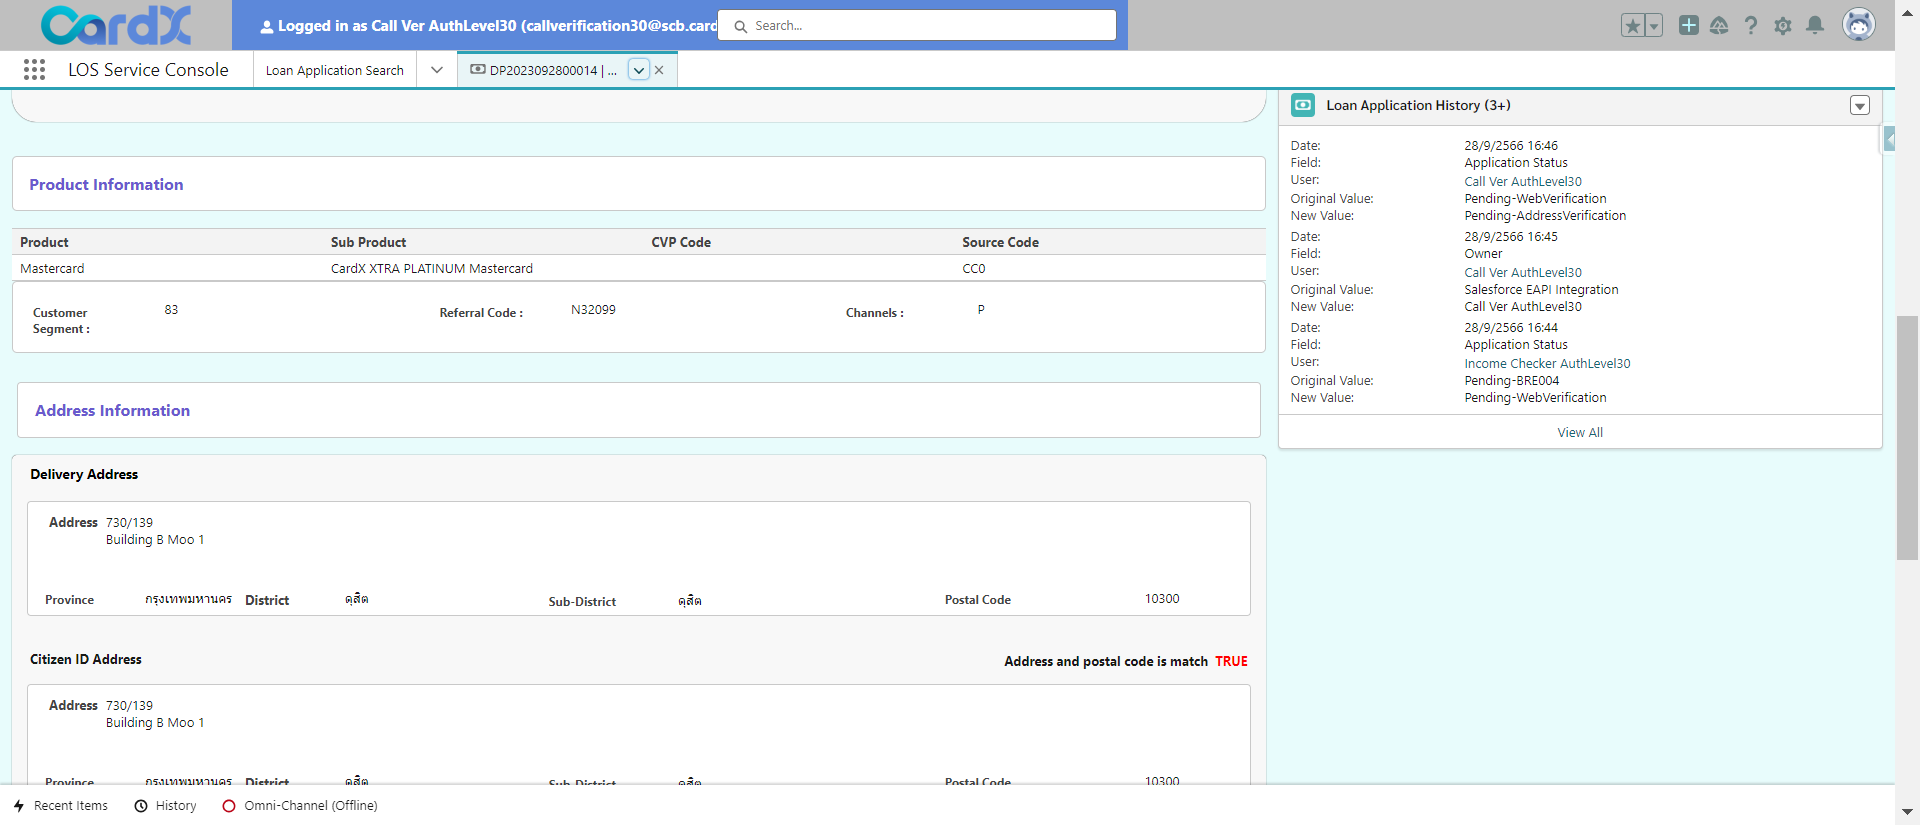 CardX
Logged in as Call Ver AuthLevel30 (callverification30@scb.card
Search...
LOS Service Console
Loan Application Search
DP2023092800014 | ...
Product Information
Product Sub Product CVP Code Source Code
Mastercard CardX XTRA PLATINUM Mastercard CC0
Customer Segment : 83 Referral Code : N32099 Channels : P
Address Information
Delivery Address
Address 730/139
Building B Moo 1
Province กรุงเทพมหานคร District ดุสิต Sub-District ดุสิต Postal Code 10300
Citizen ID Address Address and postal code is match TRUE
Address 730/139
Building B Moo 1
Province กรุงเทพมหานคร District ดุสิต Sub-District ดุสิต Postal Code 10300
Loan Application History (3+)
Date: 28/9/2566 16:46
Field: Application Status
User: Call Ver AuthLevel30
Original Value: Pending-WebVerification
New Value: Pending-AddressVerification
Date: 28/9/2566 16:45
Field: Owner
User: Call Ver AuthLevel30
Original Value: Salesforce EAPI Integration
New Value: Call Ver AuthLevel30
Date: 28/9/2566 16:44
Field: Application Status
User: Income Checker AuthLevel30
Original Value: Pending-BRE004
New Value: Pending-WebVerification
View All
Recent Items History Omni-Channel (Offline)